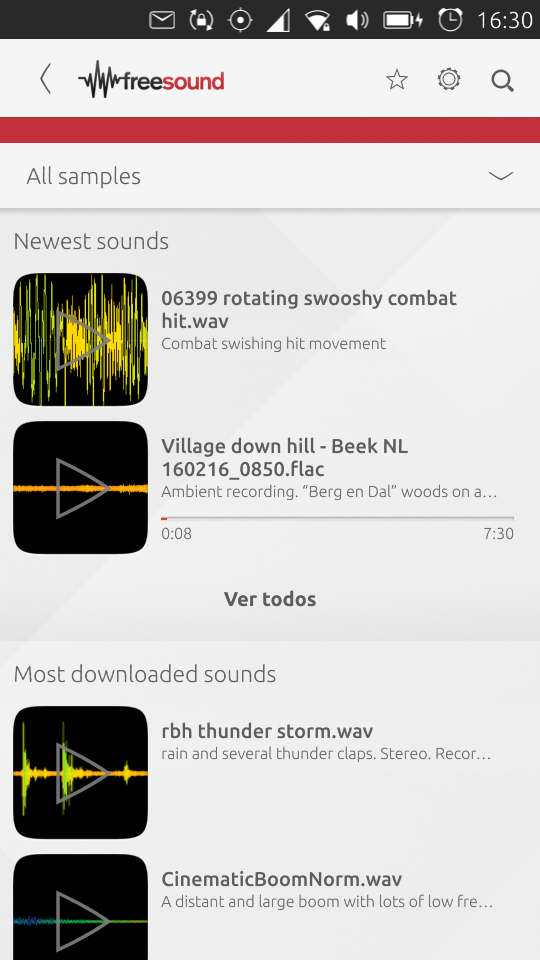 16:30
freesound
All samples
Newest sounds
06399 rotating swooshy combat
hit.wav
Combat swishing hit movement
Village down hill - Beek NL
160216_0850.flac
Ambient recording. “Berg en Dal” woods on a...
0:08 7:30
Ver todos
Most downloaded sounds
rbh thunder storm.wav
rain and several thunder claps. Stereo. Recor...
CinematicBoomNorm.wav
A distant and large boom with lots of low fre...